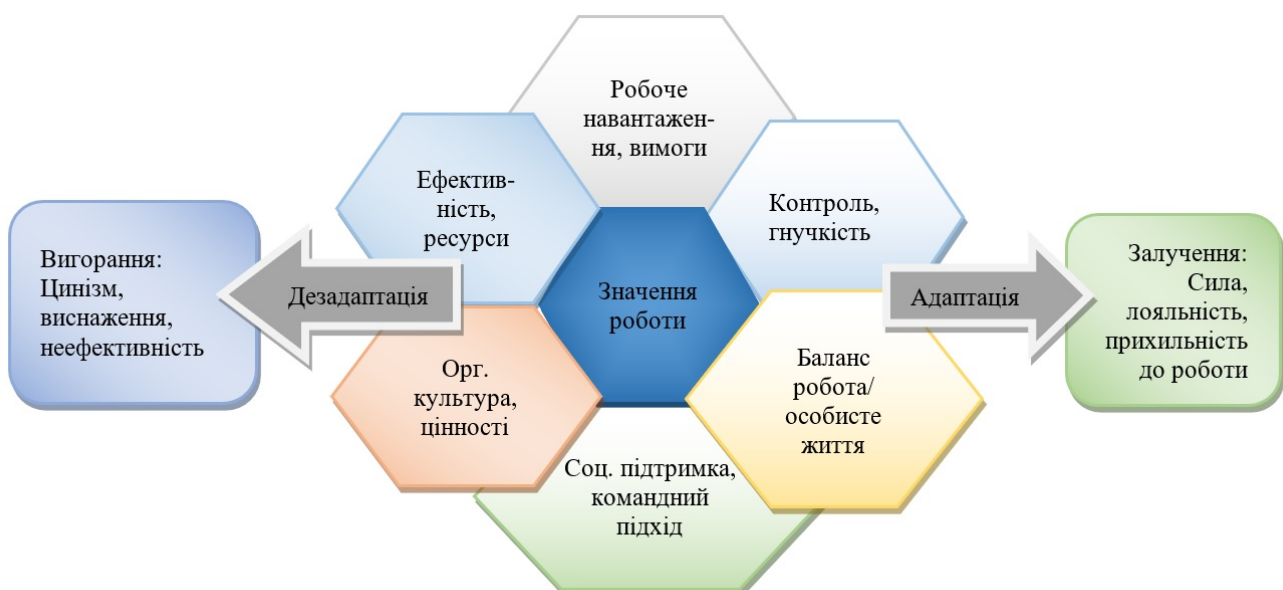 Робоче
навантажен-
ня, вимоги
Ефектив-
ність,
ресурси
Контроль,
гнучкість
Вигорання:
Цинізм,
виснаження,
неефективність
Дезадаптація
Значення
роботи
Адаптація
Залучення:
Сила,
лояльність,
прихильність
до роботи
Орг.
культура,
цінності
Баланс
робота/
особисте
життя
Соц. підтримка,
командний
підхід